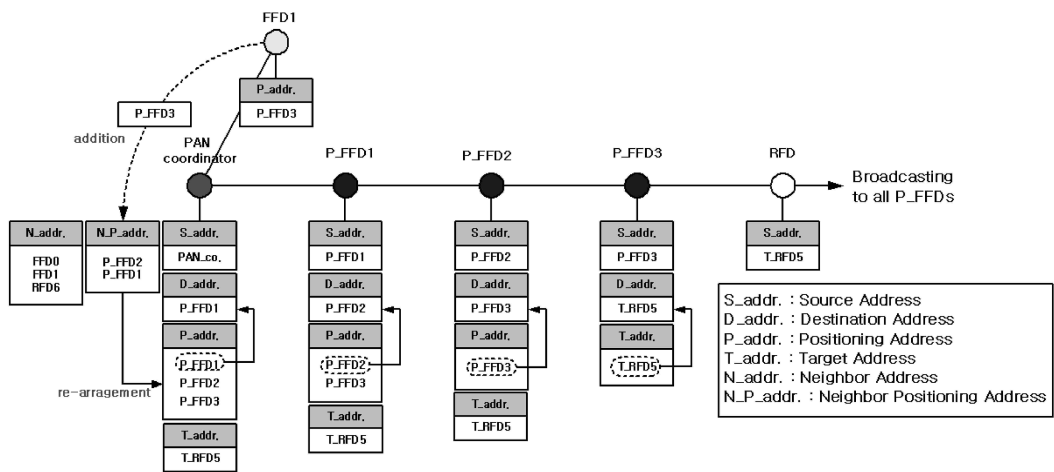 FFD1
P_addr.
P_FFD3
P_FFD3
addition
PAN
coordinator
P_FFD1
P_FFD2
P_FFD3
RFD
Broadcasting
to all P_FFDs
N_addr.
FFD0
FFD1
RFD6
N_P_addr.
P_FFD2
P_FFD1
re-arragement
S_addr.
PAN_co.
D_addr.
P_FFD1
P_addr.
P_FFD1
P_FFD2
P_FFD3
T_addr.
T_RFD5
S_addr.
P_FFD1
D_addr.
P_FFD2
P_addr.
P_FFD2
P_FFD3
T_addr.
T_RFD5
S_addr.
P_FFD2
D_addr.
P_FFD3
P_addr.
P_FFD3
T_addr.
T_RFD5
S_addr.
P_FFD3
D_addr.
T_RFD5
T_addr.
T_RFD5
S_addr.
T_RFD5
S_addr. : Source Address
D_addr. : Destination Address
P_addr. : Positioning Address
T_addr. : Target Address
N_addr. : Neighbor Address
N_P_addr. : Neighbor Positioning Address